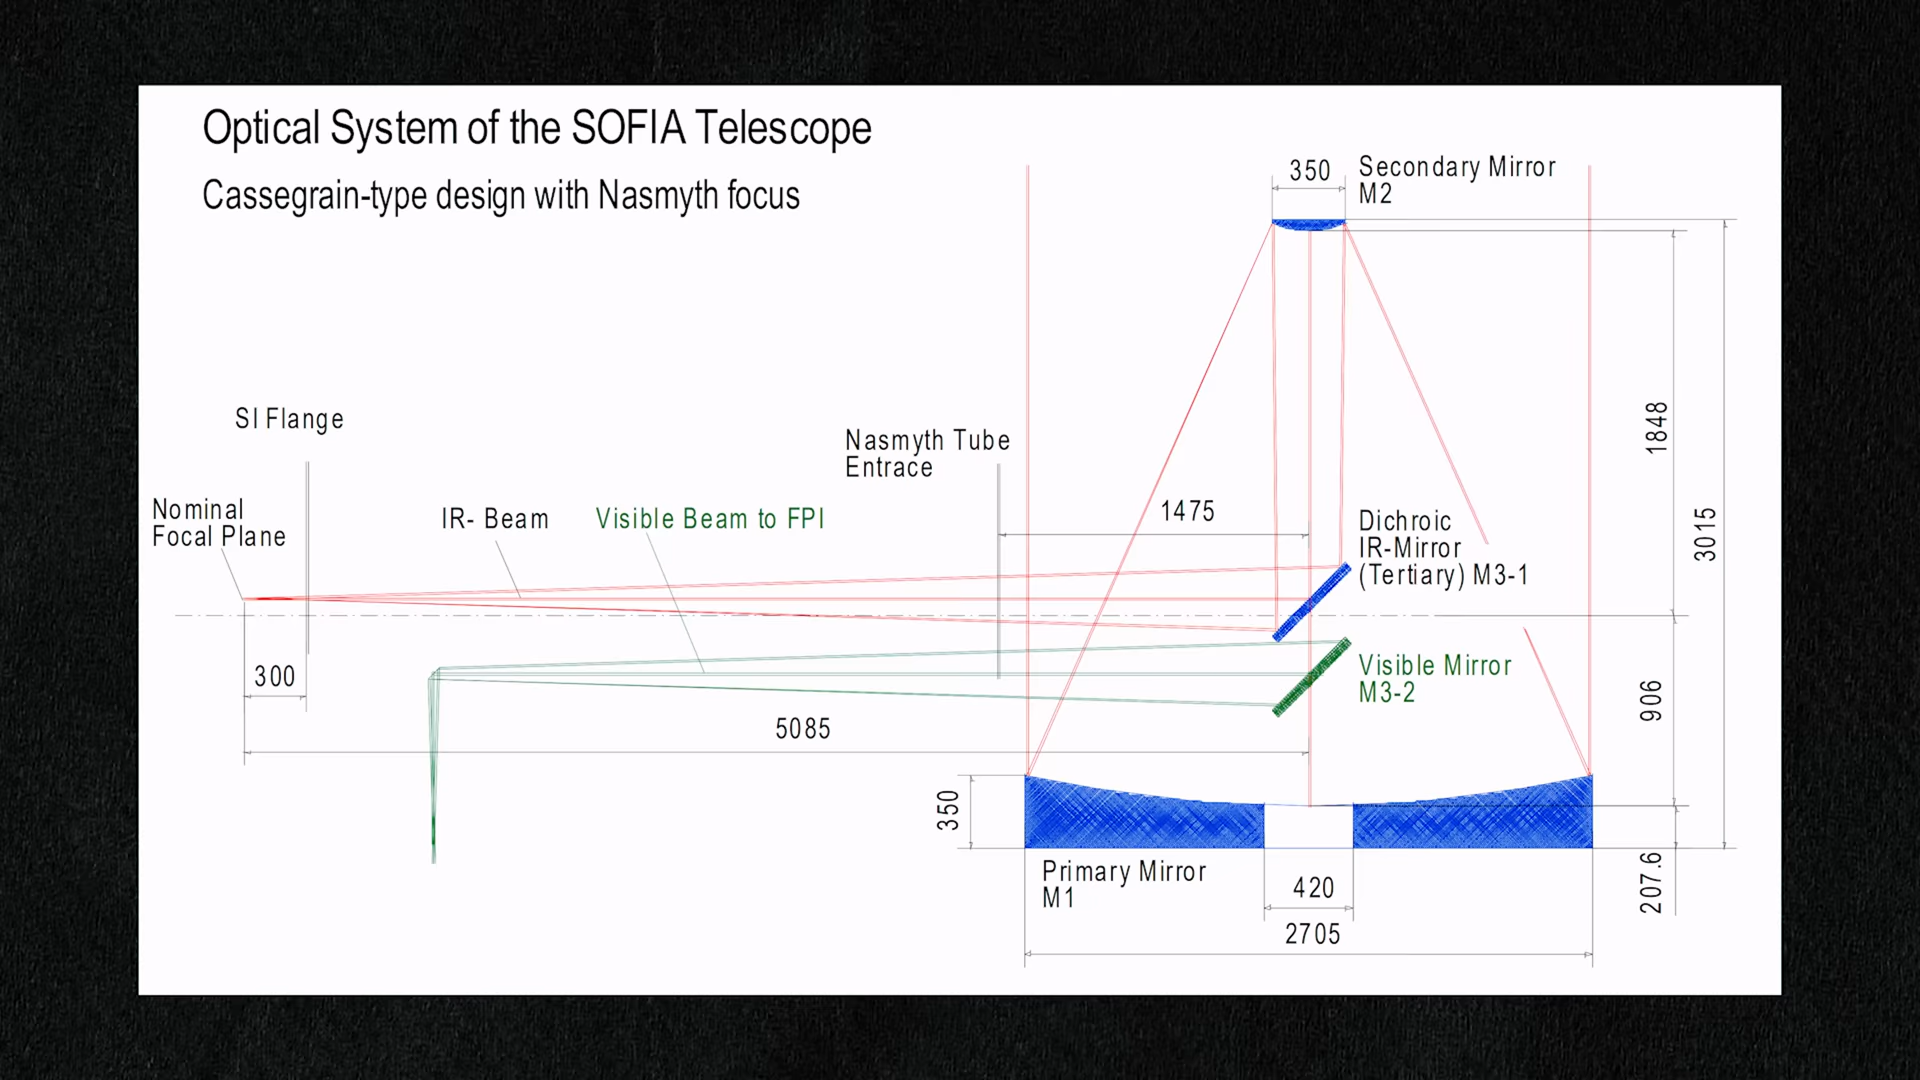 Optical System of the SOFIA Telescope
Cassegrain-type design with Nasmyth focus
350
Secondary Mirror
M2
SI Flange
Nominal
Focal Plane
IR- Beam
Visible Beam to FPI
Nasmyth Tube
Entrace
1475
Dichroic
IR-Mirror
(Tertiary) M3-1
1848
3015
300
5085
Visible Mirror
M3-2
906
350
Primary Mirror
M1
420
2705
207.6